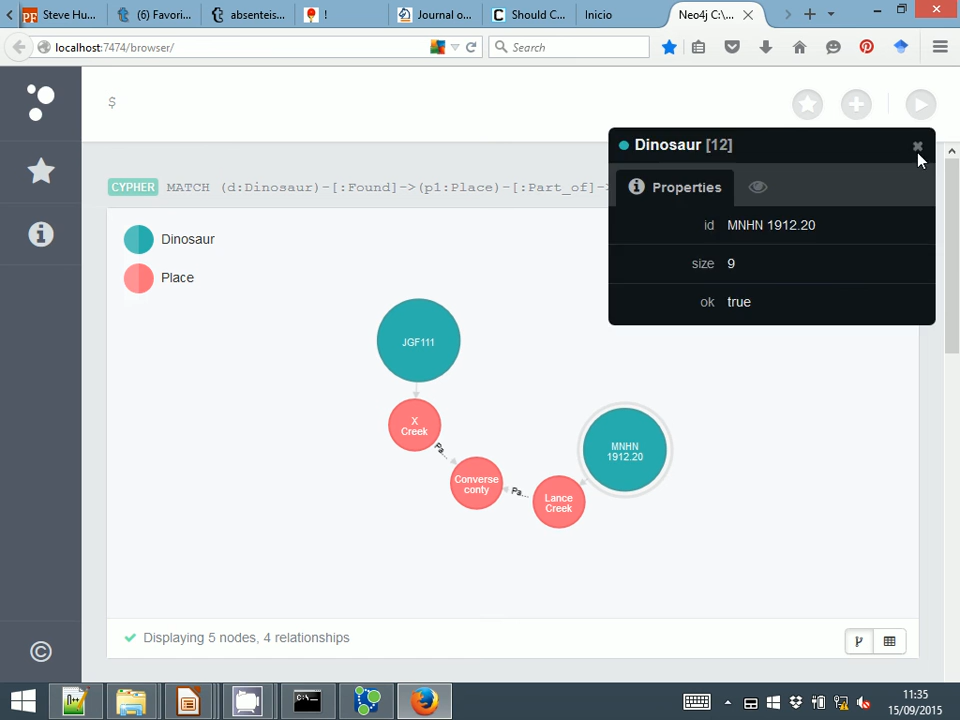 Steve Hu...
(6) Favori...
absenteis...
!
Journal o...
Should C...
Inicio
Neo4j C:\...
localhost:7474/browser/
Search
$
Dinosaur [12]
CYPHER MATCH (d:Dinosaur)-[:Found]->(p1:Place)-[:Part_of]-
Properties
id MNHN 1912.20
size 9
ok true
Dinosaur
Place
JGF111
X
Creek
Pa...
Converse
conty
Pa...
Lance
Creek
MNHN
1912.20
Displaying 5 nodes, 4 relationships
11:35
15/09/2015